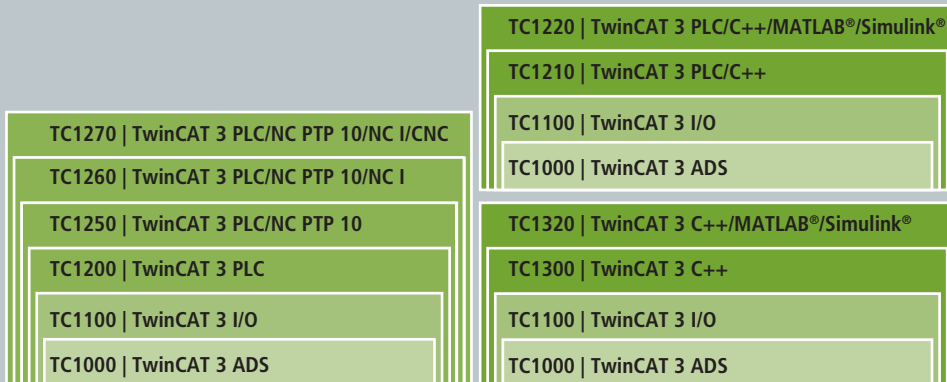 TC1270 | TwinCAT 3 PLC/NC PTP 10/NC I/CNC
TC1260 | TwinCAT 3 PLC/NC PTP 10/NC I
TC1250 | TwinCAT 3 PLC/NC PTP 10
TC1200 | TwinCAT 3 PLC
TC1100 | TwinCAT 3 I/O
TC1000 | TwinCAT 3 ADS
TC1220 | TwinCAT 3 PLC/C++/MATLAB®/Simulink®
TC1210 | TwinCAT 3 PLC/C++
TC1100 | TwinCAT 3 I/O
TC1000 | TwinCAT 3 ADS
TC1320 | TwinCAT 3 C++/MATLAB®/Simulink®
TC1300 | TwinCAT 3 C++
TC1100 | TwinCAT 3 I/O
TC1000 | TwinCAT 3 ADS